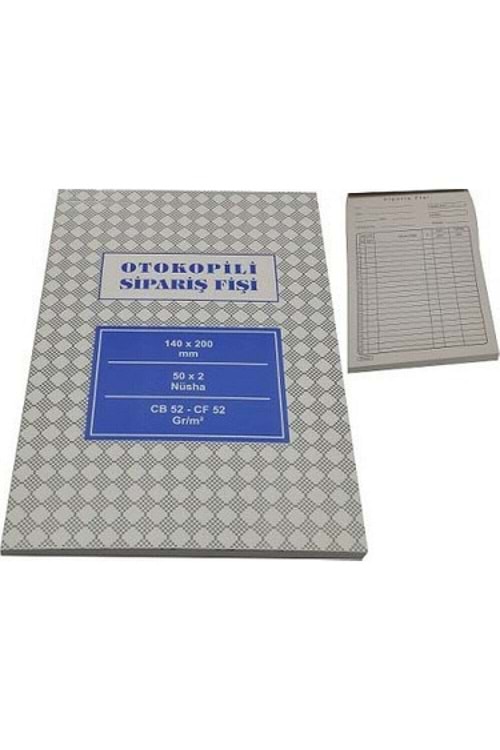 OTOKOPİLİ
SİPARİŞ FİŞİ
140 x 200
mm
50 x 2
Nüsha
CB 52 - CF 52
Gr/m²
Sipariş Fişi